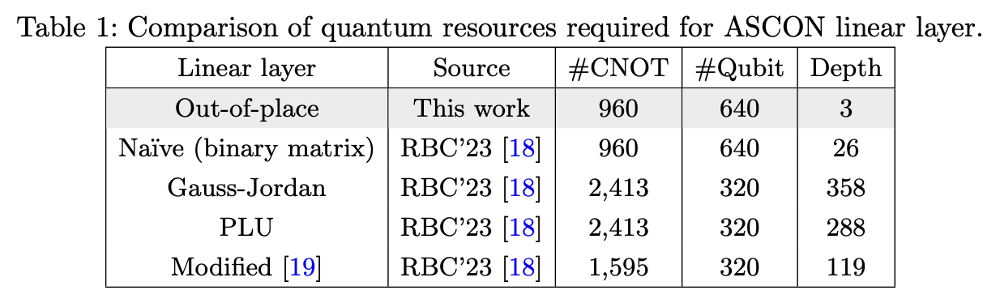 Table 1: Comparison of quantum resources required for ASCON linear layer.
Linear layer Source #CNOT #Qubit Depth
Out-of-place This work 960 640 3
Naïve (binary matrix) RBC'23 [18] 960 640 26
Gauss-Jordan RBC'23 [18] 2,413 320 358
PLU RBC'23 [18] 2,413 320 288
Modified [19] RBC'23 [18] 1,595 320 119